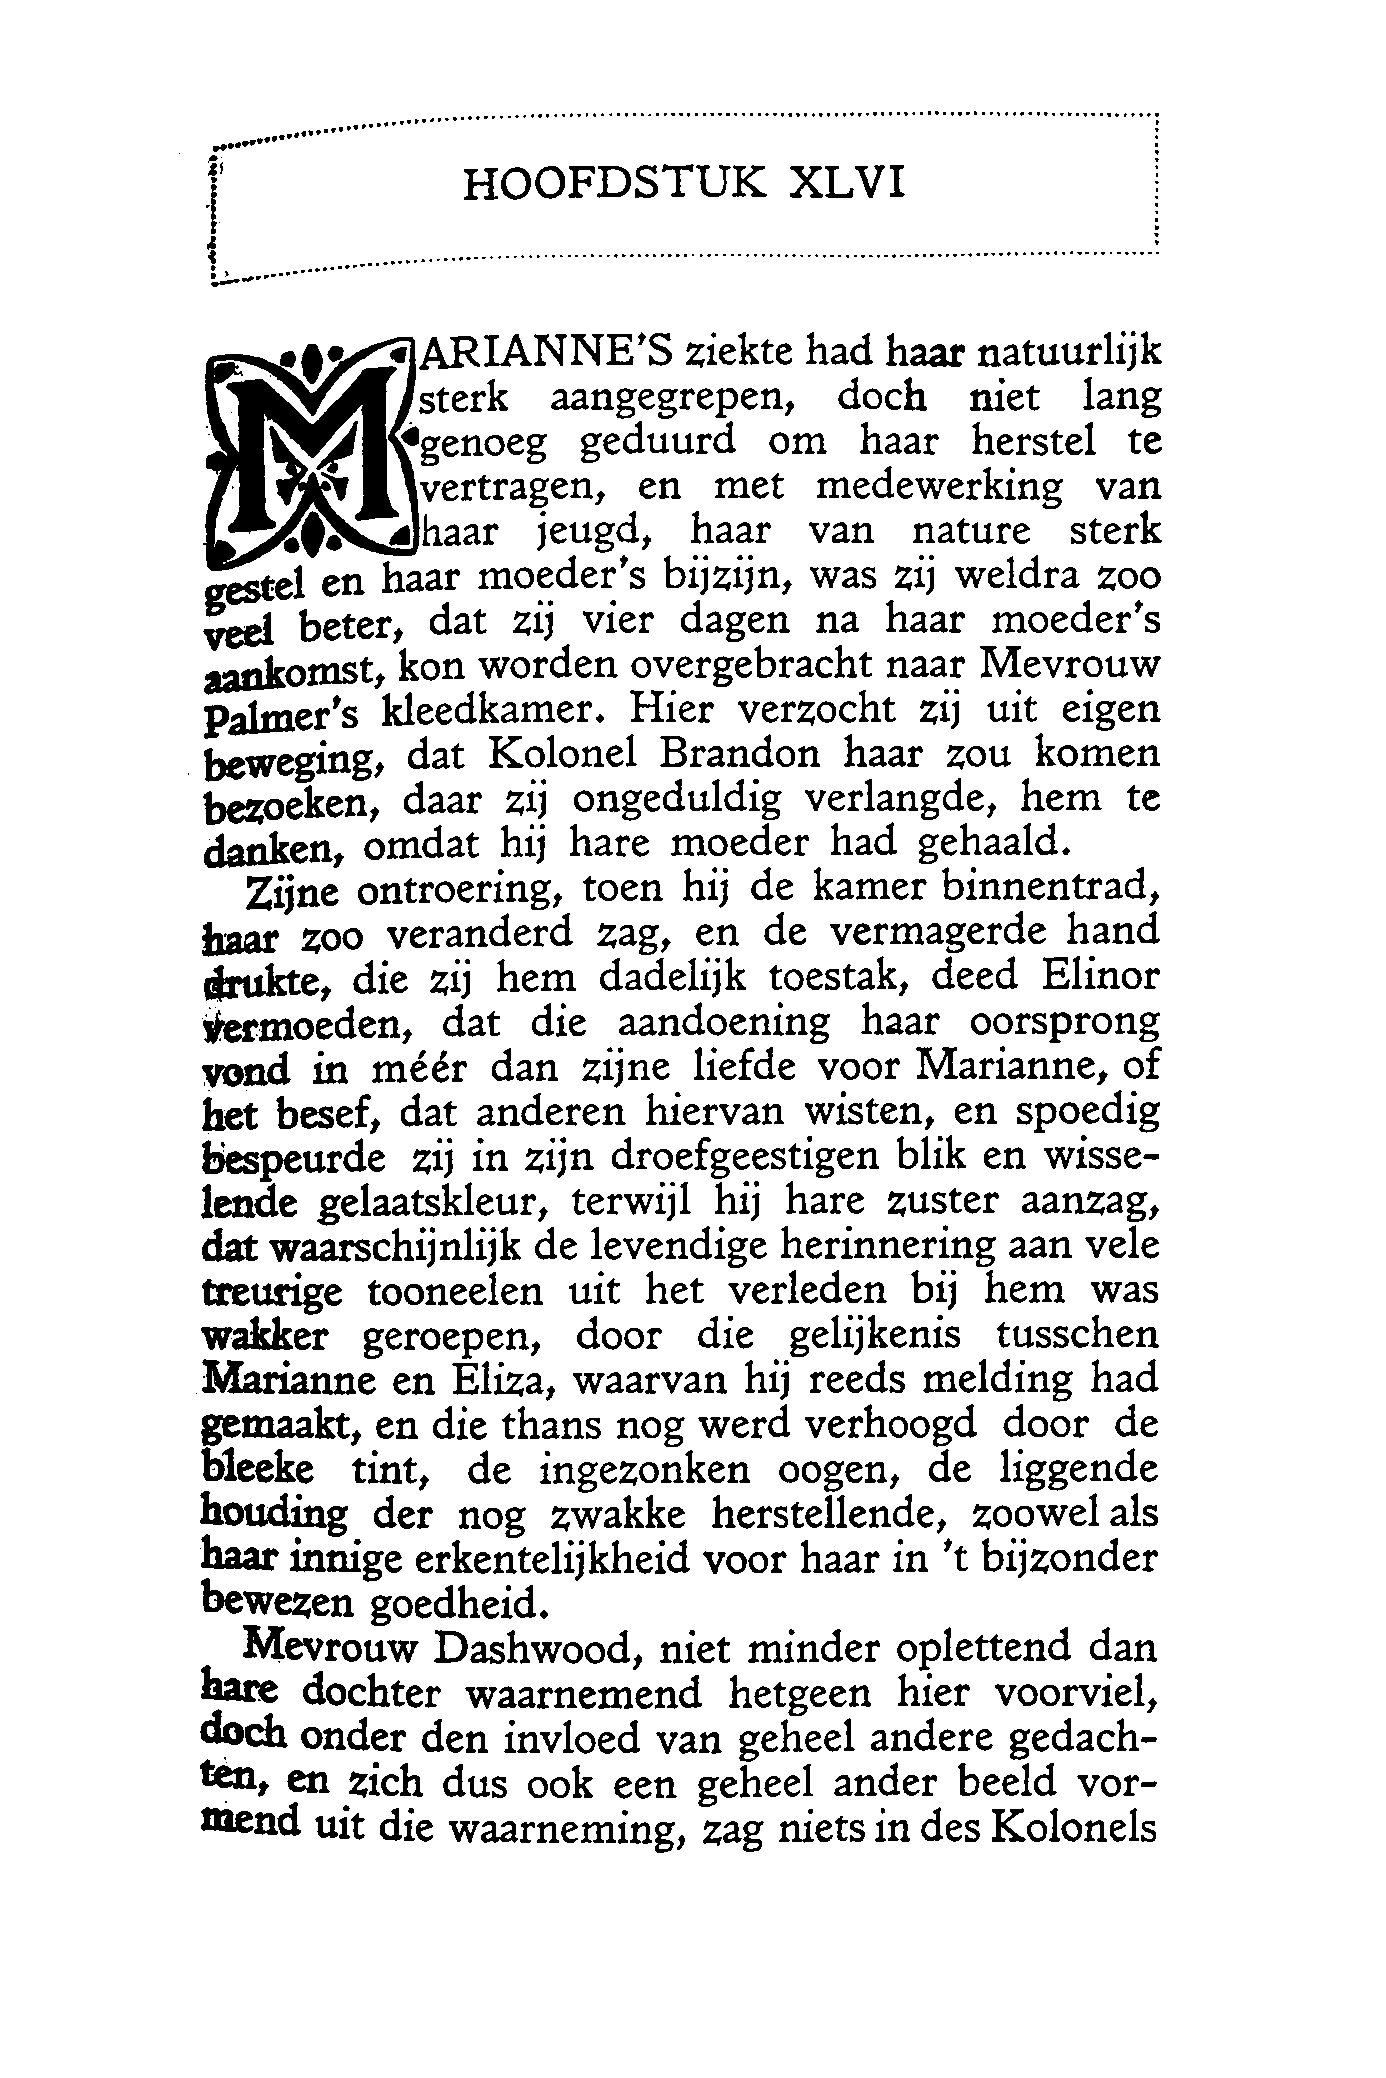 HOOFDSTUK XLVI
MARIANNE'S ziekte had haar natuurlijk
sterk aangegrepen, doch niet lang
genoeg geduurd om haar herstel te
vertragen, en met medewerking van
haar jeugd, haar van nature sterk
gestel en haar moeder's bijzijn, was zij weldra zoo
veel beter, dat zij vier dagen na haar moeder's
aankomst, kon worden overgebracht naar Mevrouw
Palmer's kleedkamer. Hier verzocht zij uit eigen
beweging, dat Kolonel Brandon haar zou komen
bezoeken, daar zij ongeduldig verlangde, hem te
danken, omdat hij hare moeder had gehaald.
Zijne ontroering, toen hij de kamer binnentrad,
haar zoo veranderd zag, en de vermagerde hand
drukte, die zij hem dadelijk toestak, deed Elinor
vermoeden, dat die aandoening haar oorsprong
vond in méér dan zijne liefde voor Marianne, of
het besef, dat anderen hiervan wisten, en spoedig
bespeurde zij in zijn droefgeestigen blik en wisse-
lende gelaatskleur, terwijl hij hare zuster aanzag,
dat waarschijnlijk de levendige herinnering aan vele
treurige tooneelen uit het verleden bij hem was
wakker geroepen, door die gelijkenis tusschen
Marianne en Eliza, waarvan hij reeds melding had
gemaakt, en die thans nog werd verhoogd door de
bleeke tint, de ingezonken oogen, de liggende
houding der nog zwakke herstellende, zoowel als
haar innige erkentelijkheid voor haar in 't bijzonder
bewezen goedheid.
Mevrouw Dashwood, niet minder oplettend dan
hare dochter waarnemend hetgeen hier voorviel,
doch onder den invloed van geheel andere gedach-
ten, en zich dus ook een geheel ander beeld vor-
mend uit die waarneming, zag niets in des Kolonels